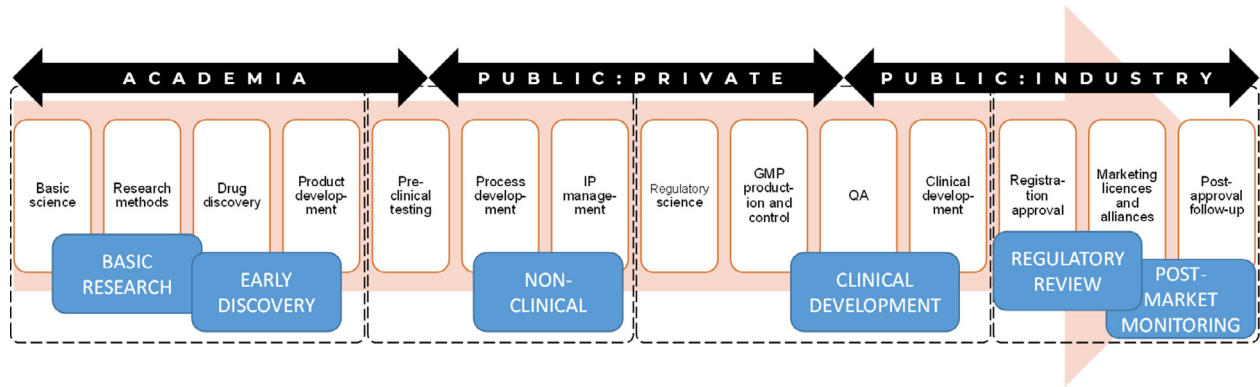 ACADEMIA
PUBLIC:PRIVATE
PUBLIC:INDUSTRY
Basic
science
Research
methods
Drug
discovery
Product
develop-
ment
Pre-
clinical
testing
Process
develop-
ment
IP
manage-
ment
Regulatory
science
GMP
product-
ion and
control
QA
Clinical
develop-
ment
Registra-
tion
approval
Marketing
licences
and
alliances
Post-
approval
follow-up
BASIC
RESEARCH
EARLY
DISCOVERY
NON-
CLINICAL
CLINICAL
DEVELOPMENT
REGULATORY
REVIEW
POST-
MARKET
MONITORING